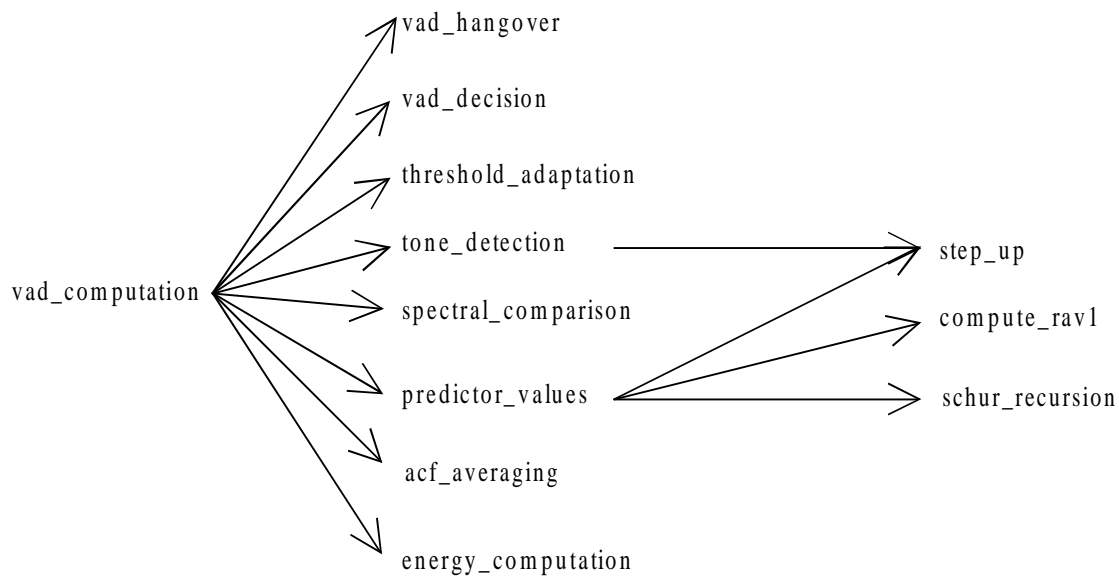 vad_hangover
vad_decision
threshold_adaptation
tone_detection
step_up
vad_computation
spectral_comparison
compute_rav1
predictor_values
schur_recursion
acf_averaging
energy_computation